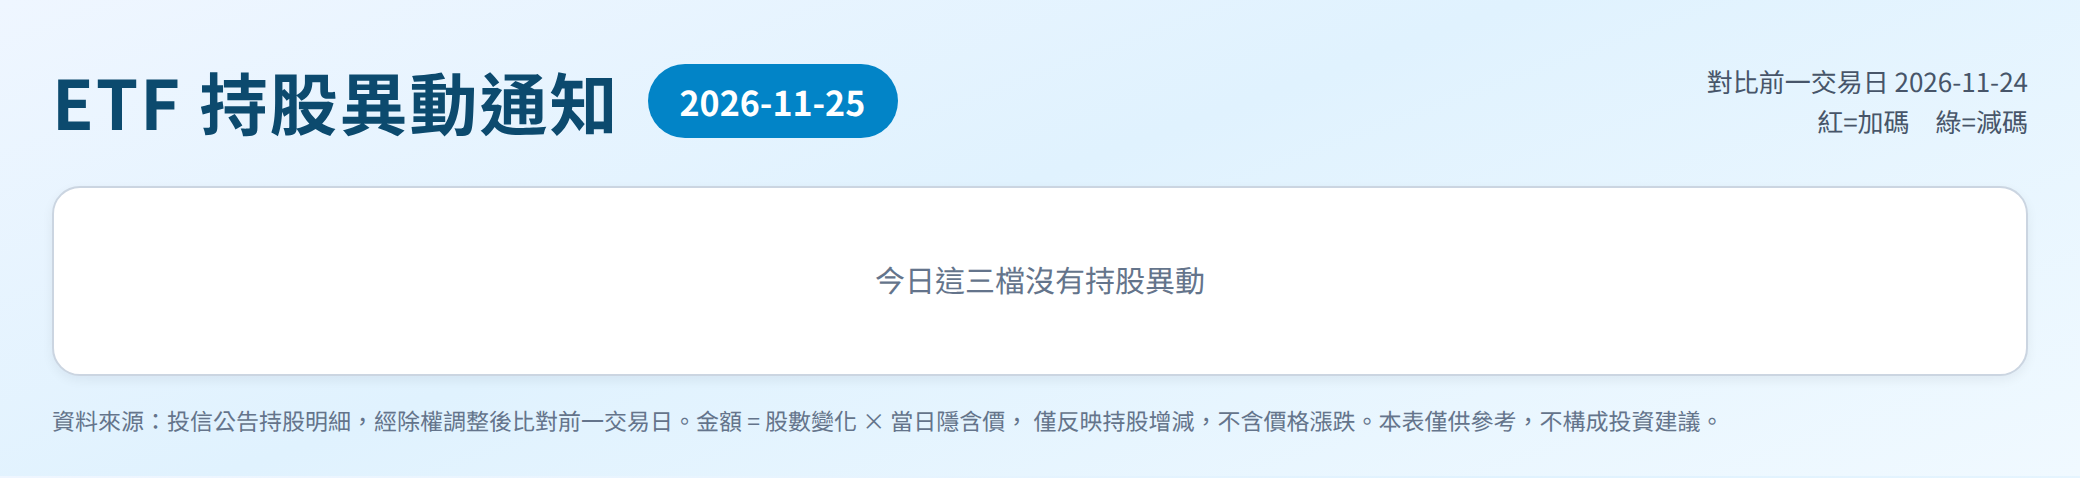 ETF 持股異動通知
2026-11-25
對比前一交易日 2026-11-24
紅=加碼　綠=減碼
今日這三檔沒有持股異動
資料來源：投信公告持股明細，經除權調整後比對前一交易日。金額 = 股數變化 × 當日隱含價， 僅反映持股增減，不含價格漲跌。本表僅供參考，不構成投資建議。